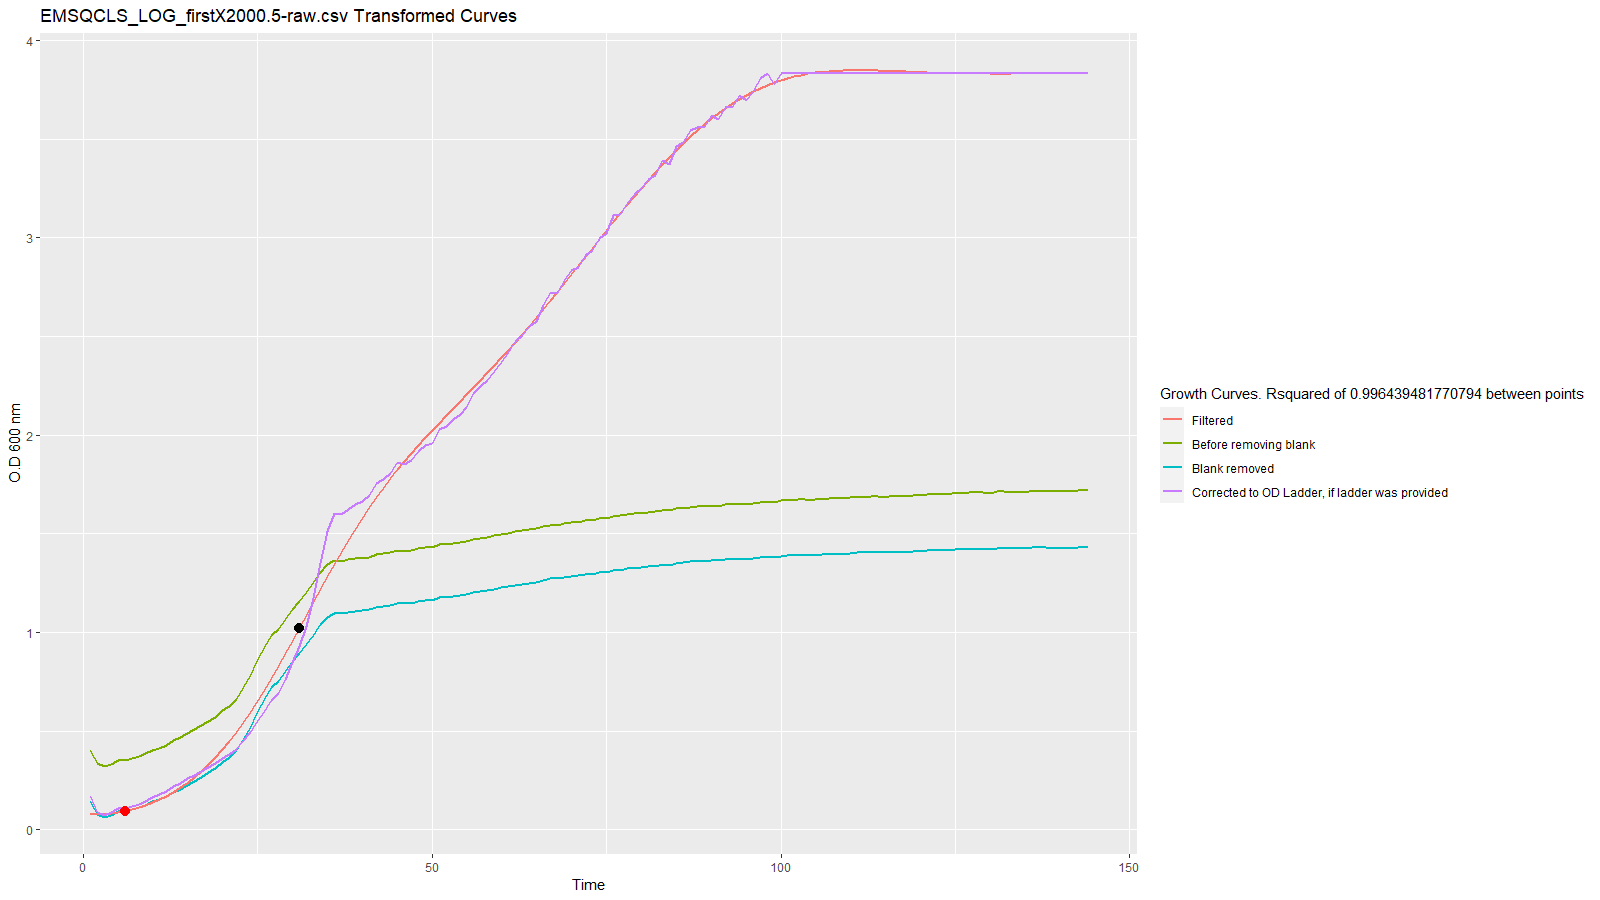 EMSQCLS_LOG_firstX2000.5-raw.csv Transformed Curves
4
3
2
1
0
O.D 600 nm
0 50 100 150
Time
Growth Curves. Rsquared of 0.996439481770794 between points
Filtered
Before removing blank
Blank removed
Corrected to OD Ladder, if ladder was provided